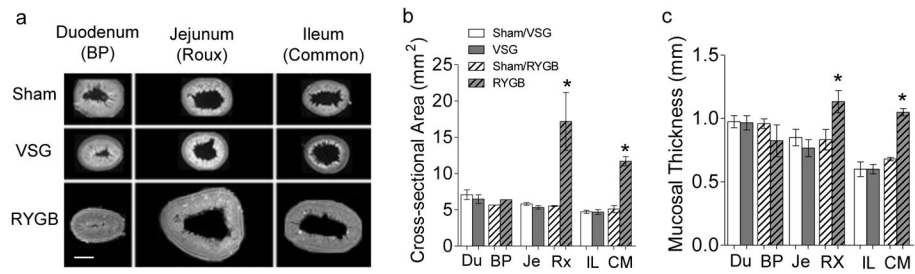 a
Duodenum
(BP)
Jejunum
(Roux)
Ileum
(Common)
Sham
VSG
RYGB
b
Cross-sectional Area (mm²)
25
20
15
10
5
0
Sham/VSG
VSG
Sham/RYGB
RYGB
*
*
Du BP Je Rx IL CM
c
Mucosal Thickness (mm)
1.5
1.0
0.5
0.0
*
*
Du BP Je RX IL CM